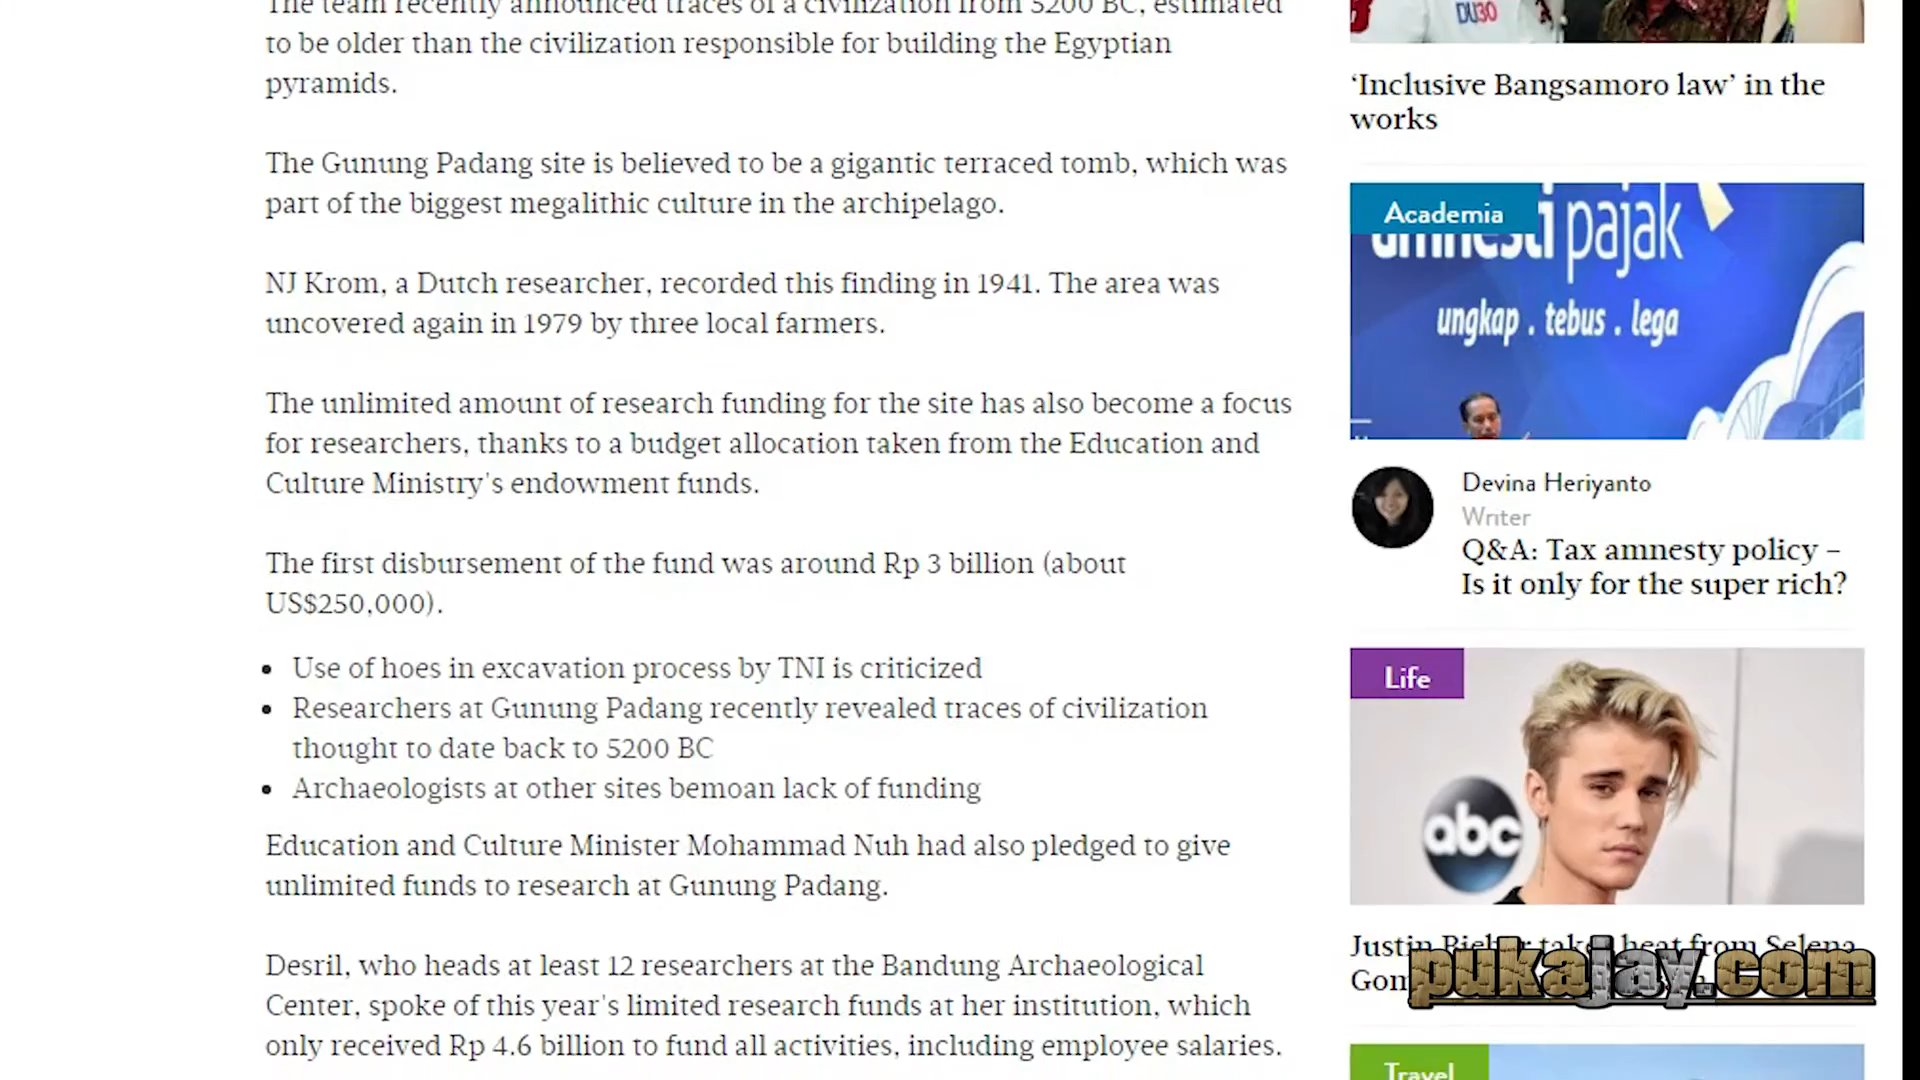 The team recently announced traces of a civilization from 5200 BC, estimated
to be older than the civilization responsible for building the Egyptian
pyramids.
The Gunung Padang site is believed to be a gigantic terraced tomb, which was
part of the biggest megalithic culture in the archipelago.
NJ Krom, a Dutch researcher, recorded this finding in 1941. The area was
uncovered again in 1979 by three local farmers.
The unlimited amount of research funding for the site has also become a focus
for researchers, thanks to a budget allocation taken from the Education and
Culture Ministry's endowment funds.
The first disbursement of the fund was around Rp 3 billion (about
US$250,000).
• Use of hoes in excavation process by TNI is criticized
• Researchers at Gunung Padang recently revealed traces of civilization
thought to date back to 5200 BC
• Archaeologists at other sites bemoan lack of funding
Education and Culture Minister Mohammad Nuh had also pledged to give
unlimited funds to research at Gunung Padang.
Desril, who heads at least 12 researchers at the Bandung Archaeological
Center, spoke of this year's limited research funds at her institution, which
only received Rp 4.6 billion to fund all activities, including employee salaries.
DU30
‘Inclusive Bangsamoro law’ in the
works
Academia
amnesti pajak
ungkap . tebus . lega
Devina Heriyanto
Writer
Q&A: Tax amnesty policy –
Is it only for the super rich?
Life
abc
Justin Bieber takes heat from Selena
pukajay.com
Travel